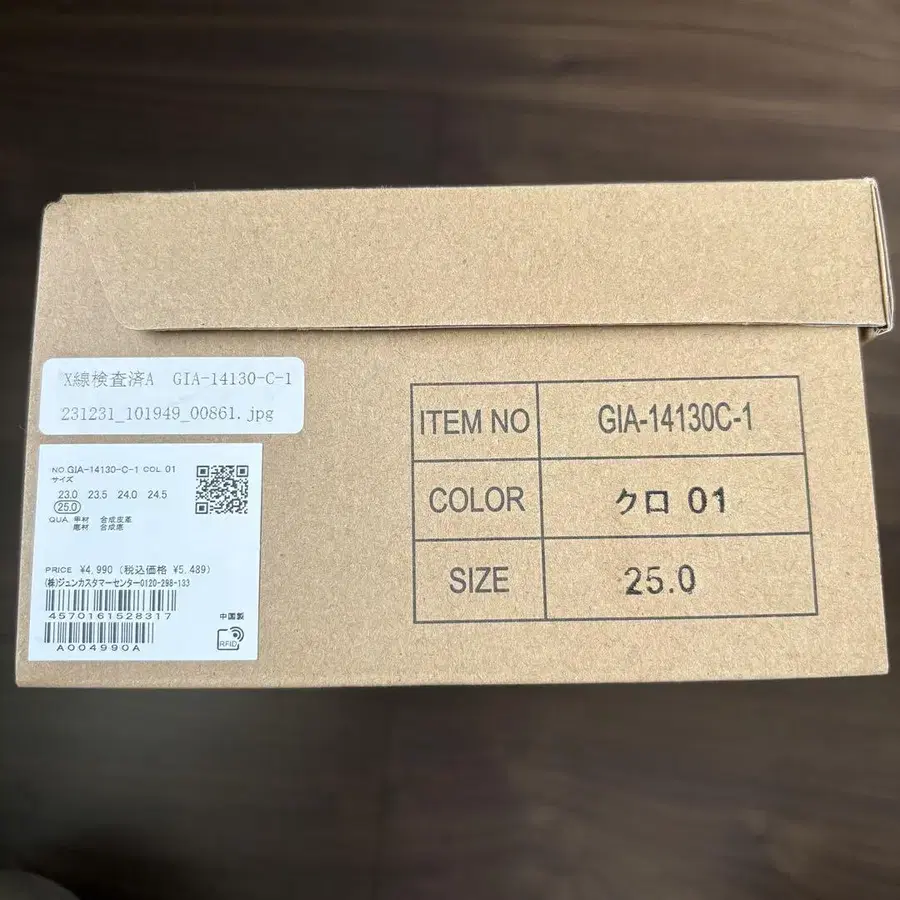 X線検査済A GIA-14130-C-1
231231_101949_00861.jpg
NO.GIA-14130-C-1 COL.01
サイズ
23.0 23.5 24.0 24.5
25.0
QUA. 甲材 合成皮革
底材 合成底
PRICE ¥4,990 (税込価格 ¥5,489)
(株)ジュンカスタマーセンター0120-298-133
4570161528317
中国製
A004990A
RFID
ITEM NO GIA-14130C-1
COLOR クロ 01
SIZE 25.0